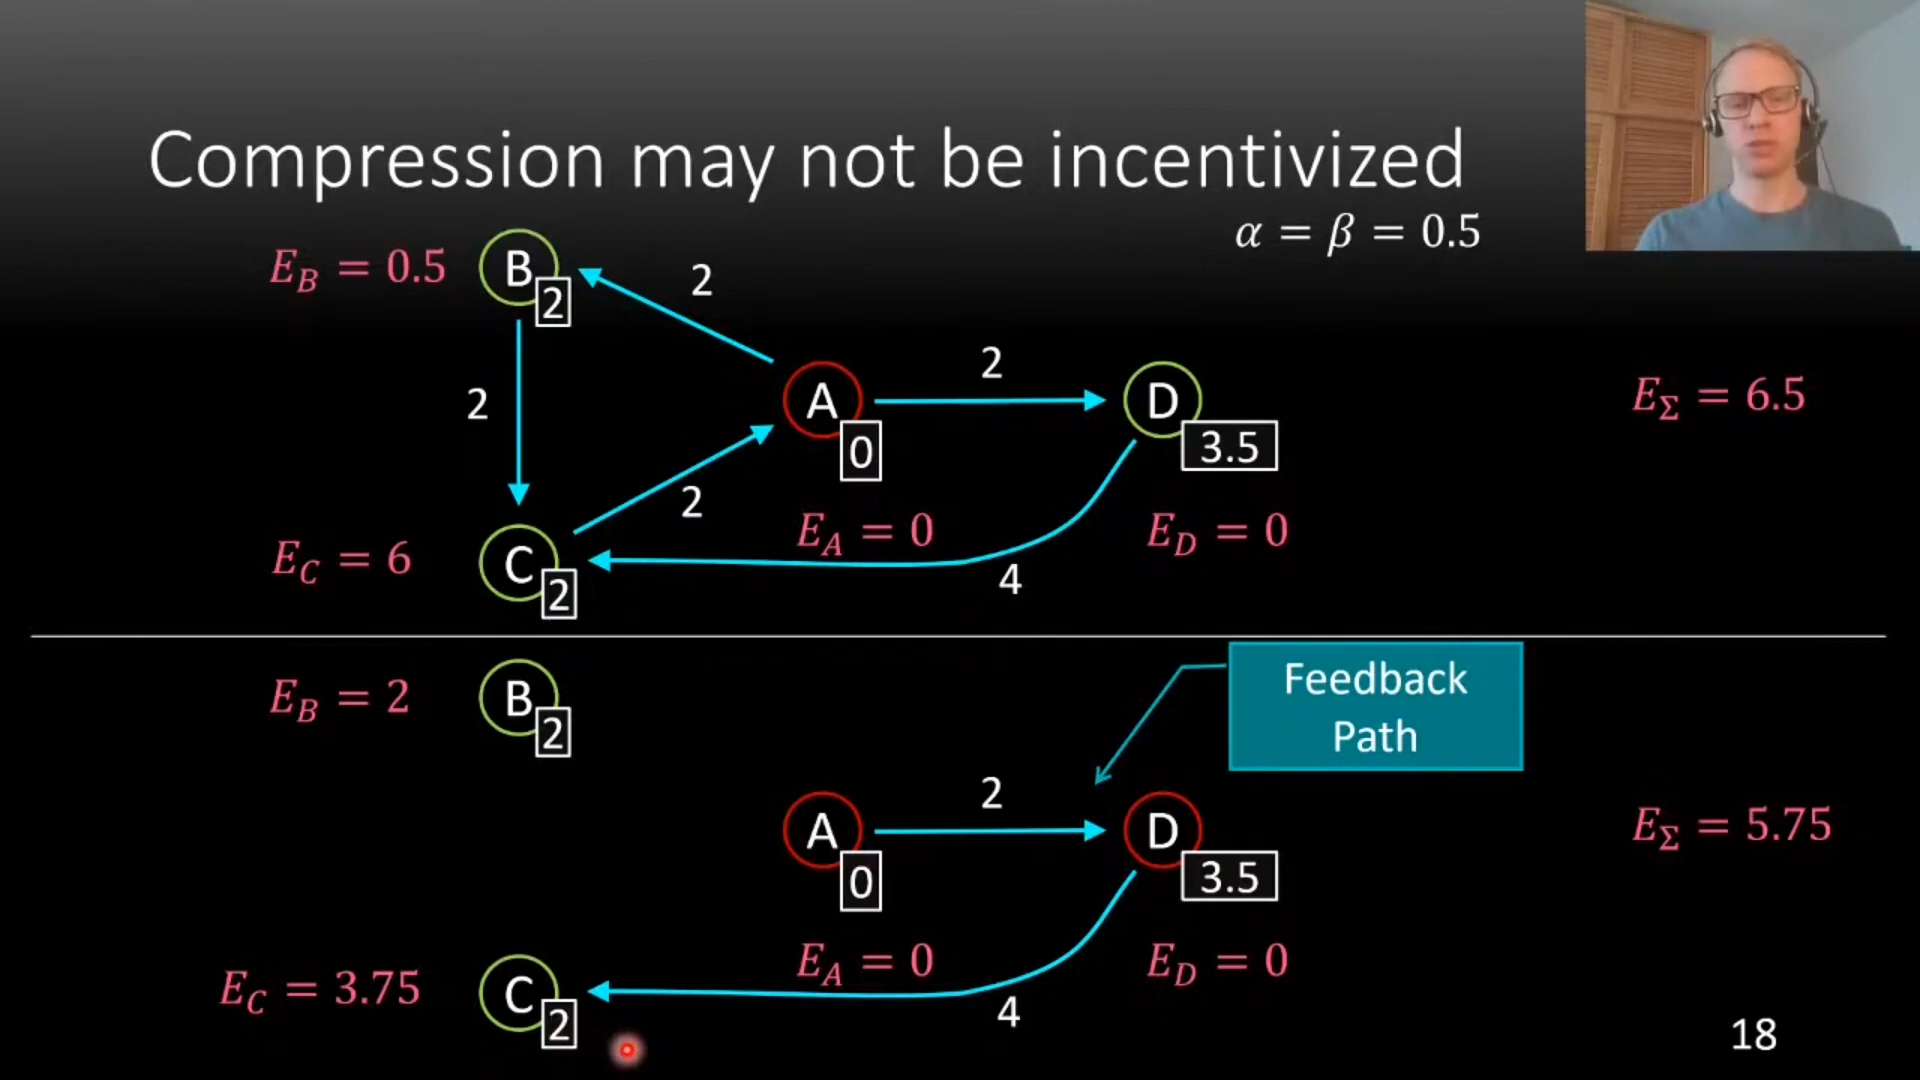 Compression may not be incentivized
α = β = 0.5
E_B = 0.5
B
2
2
2
A
0
2
D
3.5
E_Σ = 6.5
2
E_A = 0
E_D = 0
E_C = 6
C
2
4
E_B = 2
B
2
Feedback
Path
A
0
2
D
3.5
E_Σ = 5.75
E_A = 0
E_D = 0
E_C = 3.75
C
2
4
18